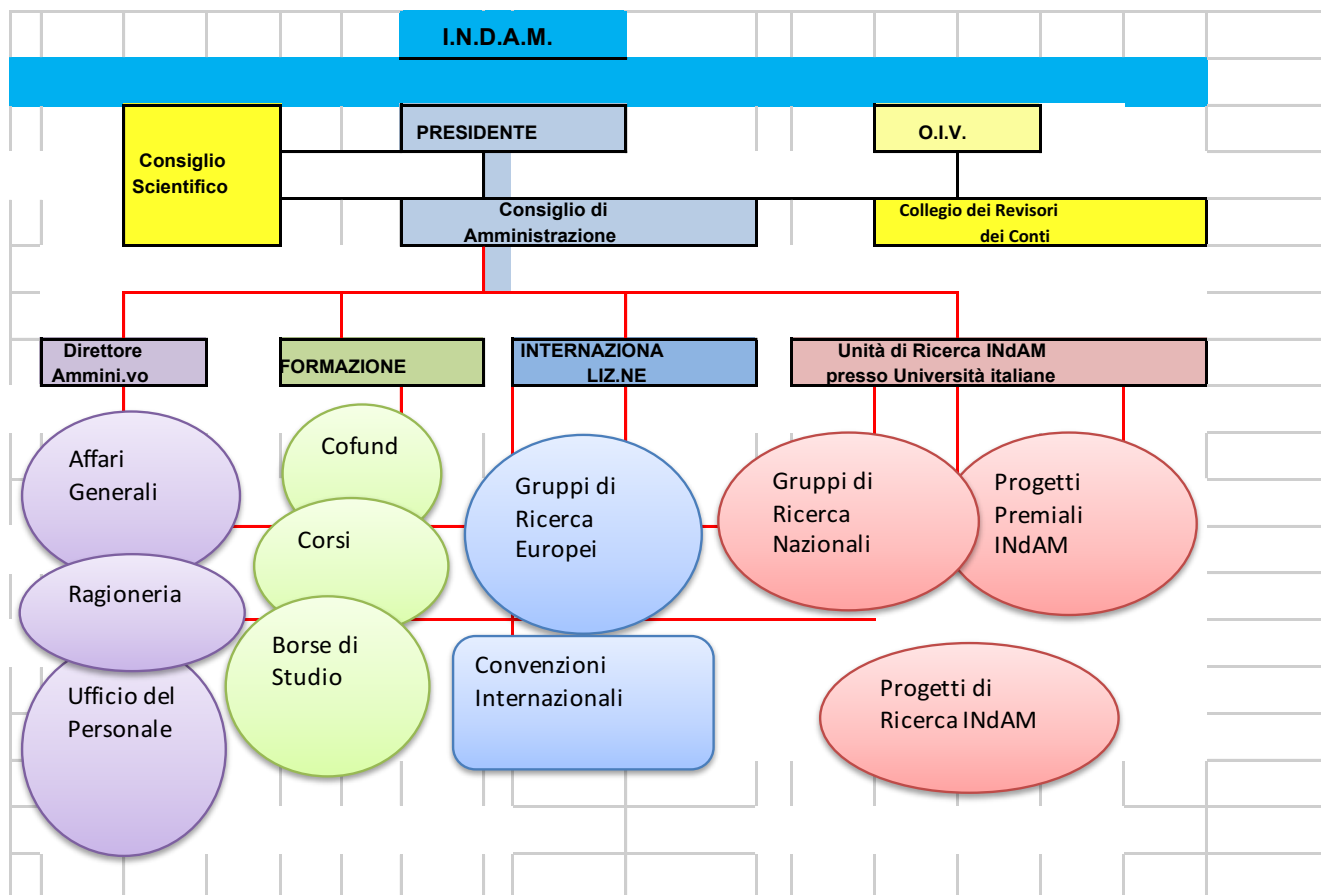 I.N.D.A.M.
PRESIDENTE
O.I.V.
Consiglio
Scientifico
Consiglio di
Amministrazione
Collegio dei Revisori
dei Conti
Direttore
Ammini.vo
FORMAZIONE
INTERNAZIONA
LIZ.NE
Unità di Ricerca INdAM
presso Università italiane
Affari
Generali
Ragioneria
Ufficio del
Personale
Cofund
Corsi
Borse di
Studio
Gruppi di
Ricerca
Europei
Convenzioni
Internazionali
Gruppi di
Ricerca
Nazionali
Progetti
Premiali
INdAM
Progetti di
Ricerca INdAM